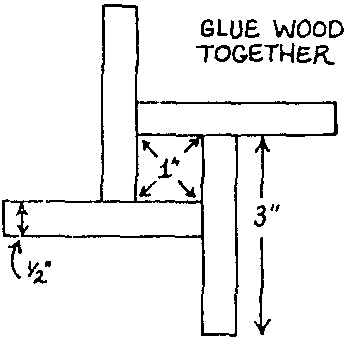 GLUE WOOD
TOGETHER
1"
3"
1/2"